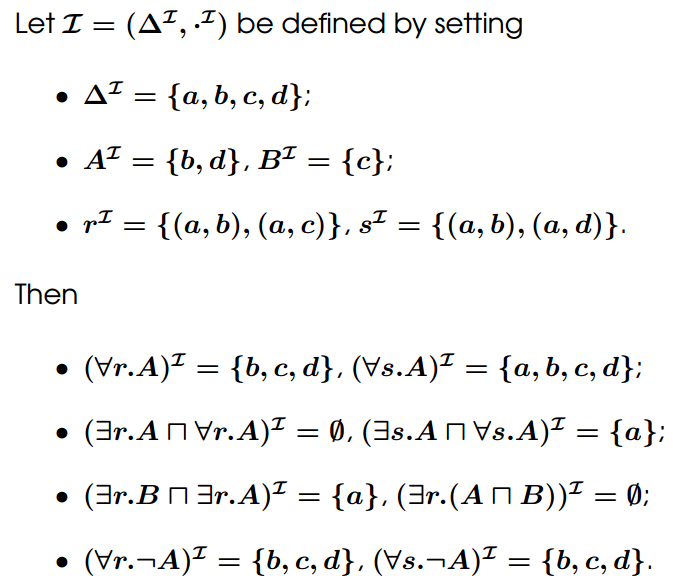 Let 𝓘 = (Δ^𝓘, ·^𝓘) be defined by setting
• Δ^𝓘 = {a, b, c, d};
• A^𝓘 = {b, d}, B^𝓘 = {c};
• r^𝓘 = {(a, b), (a, c)}, s^𝓘 = {(a, b), (a, d)}.
Then
• (∀r.A)^𝓘 = {b, c, d}, (∀s.A)^𝓘 = {a, b, c, d};
• (∃r.A ⊓ ∀r.A)^𝓘 = ∅, (∃s.A ⊓ ∀s.A)^𝓘 = {a};
• (∃r.B ⊓ ∃r.A)^𝓘 = {a}, (∃r.(A ⊓ B))^𝓘 = ∅;
• (∀r.¬A)^𝓘 = {b, c, d}, (∀s.¬A)^𝓘 = {b, c, d}.